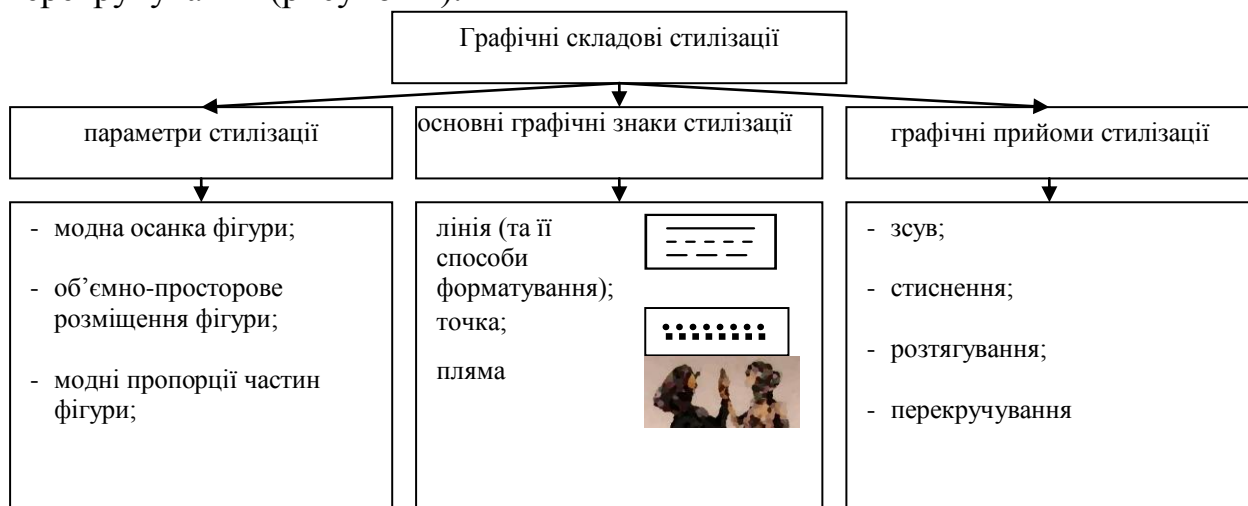 Графічні складові стилізації
параметри стилізації
основні графічні знаки стилізації
графічні прийоми стилізації
- модна осанка фігури;
- об’ємно-просторове
розміщення фігури;
- модні пропорції частин
фігури;
лінія (та її
способи
форматування);
точка;
пляма
- зсув;
- стиснення;
- розтягування;
- перекручування